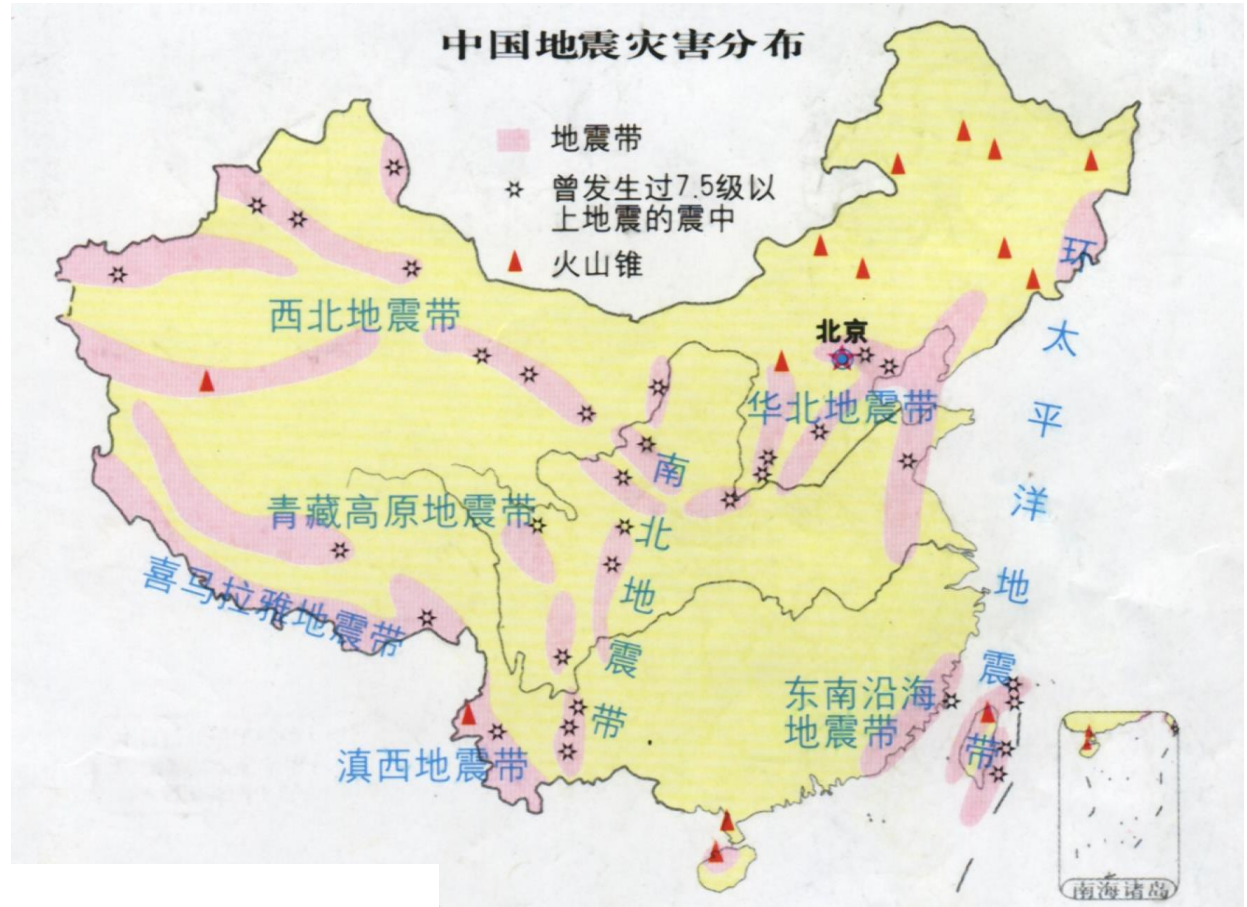 中国地震灾害分布
地震带
曾发生过7.5级以
上地震的震中
火山锥
环太平洋地震带
西北地震带
北京
华北地震带
南北地震带
青藏高原地震带
喜马拉雅地震带
东南沿海
地震带
滇西地震带
南海诸岛